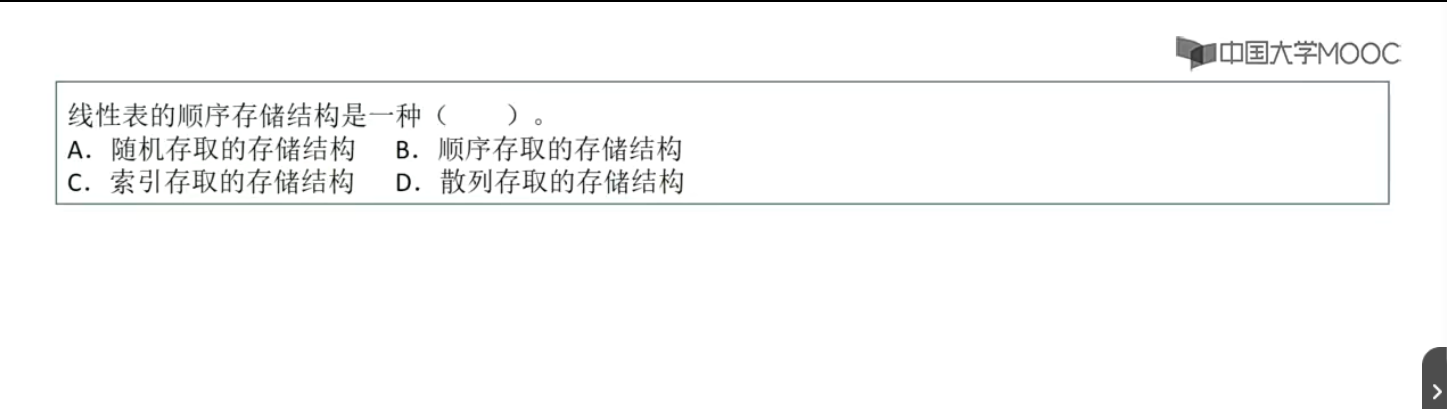 中国大学MOOC
线性表的顺序存储结构是一种（　　）。
A. 随机存取的存储结构　B. 顺序存取的存储结构
C. 索引存取的存储结构　D. 散列存取的存储结构